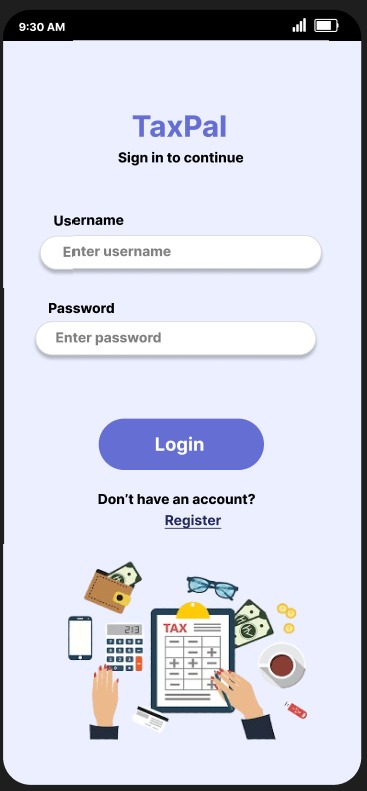 9:30 AM
TaxPal
Sign in to continue
Username
Enter username
Password
Enter password
Login
Don't have an account?
Register
213
TAX